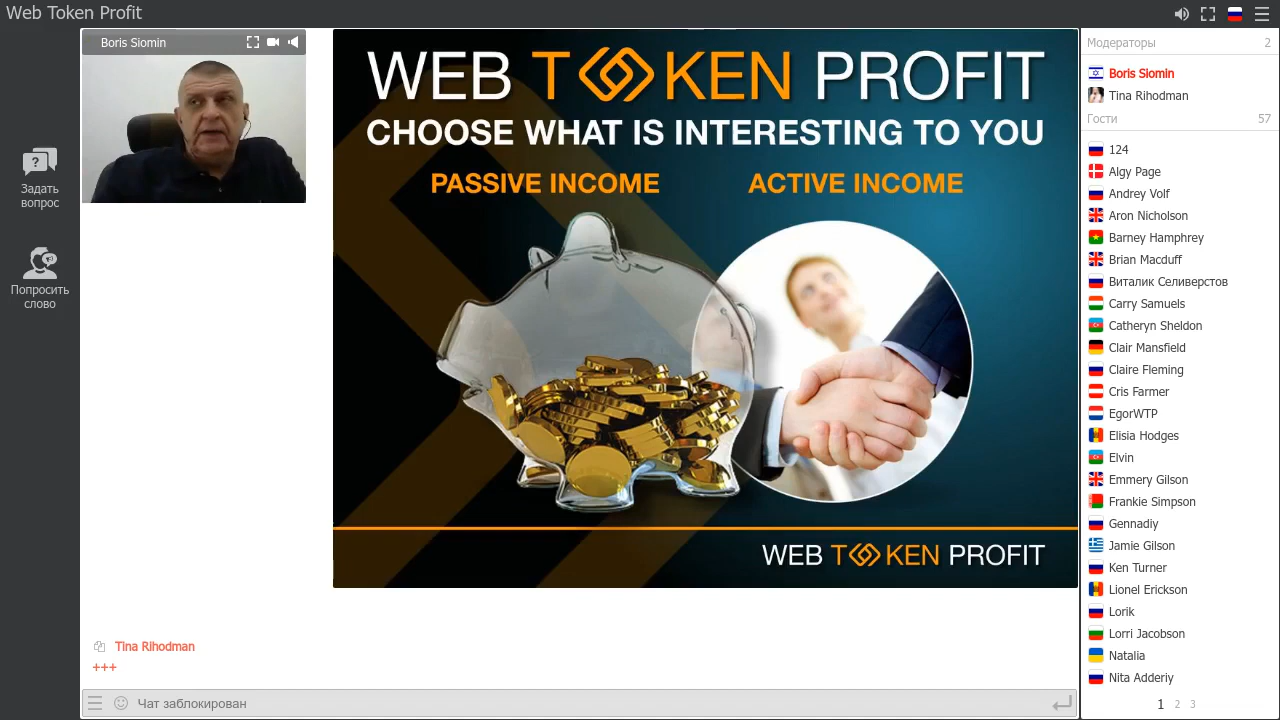 Web Token Profit
Boris Siomin
Задать
вопрос
Попросить
слово
WEB TOKEN PROFIT
CHOOSE WHAT IS INTERESTING TO YOU
PASSIVE INCOME ACTIVE INCOME
WEB TOKEN PROFIT
Tina Rihodman
+++
Чат заблокирован
Модераторы 2
Boris Siomin
Tina Rihodman
Гости 57
124
Algy Page
Andrey Volf
Aron Nicholson
Barney Hamphrey
Brian Macduff
Виталик Селиверстов
Carry Samuels
Catheryn Sheldon
Clair Mansfield
Claire Fleming
Cris Farmer
EgorWTP
Elisia Hodges
Elvin
Emmery Gilson
Frankie Simpson
Gennadiy
Jamie Gilson
Ken Turner
Lionel Erickson
Lorik
Lorri Jacobson
Natalia
Nita Adderiy
1 2 3